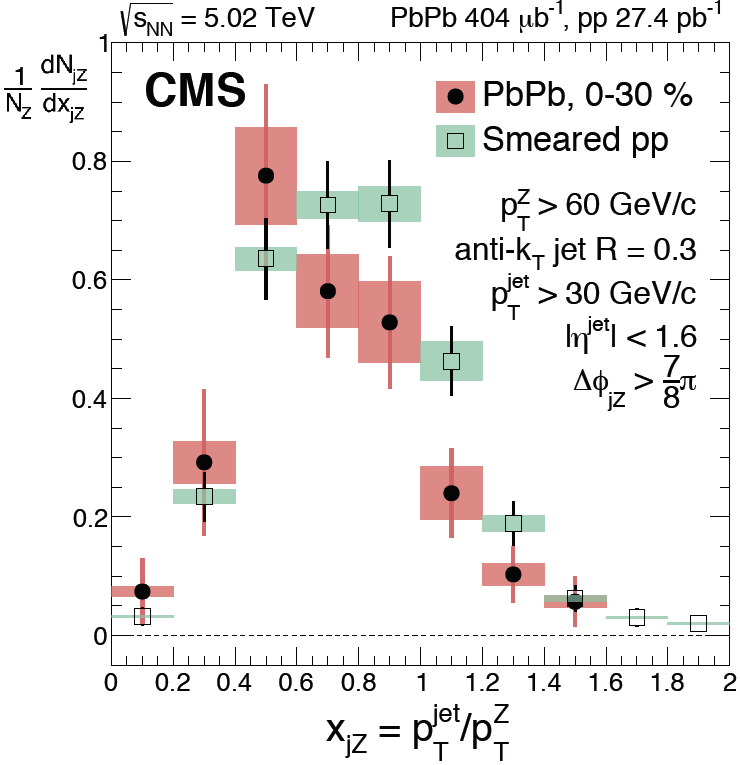 √s_NN = 5.02 TeV PbPb 404 μb⁻¹, pp 27.4 pb⁻¹
1/N_Z dN_jZ/dx_jZ
CMS
PbPb, 0-30 %
Smeared pp
p_T^Z > 60 GeV/c
anti-k_T jet R = 0.3
p_T^jet > 30 GeV/c
|η^jet| < 1.6
Δϕ_jZ > 7/8 π
1
0.8
0.6
0.4
0.2
0
0 0.2 0.4 0.6 0.8 1 1.2 1.4 1.6 1.8 2
x_jZ = p_T^jet/p_T^Z